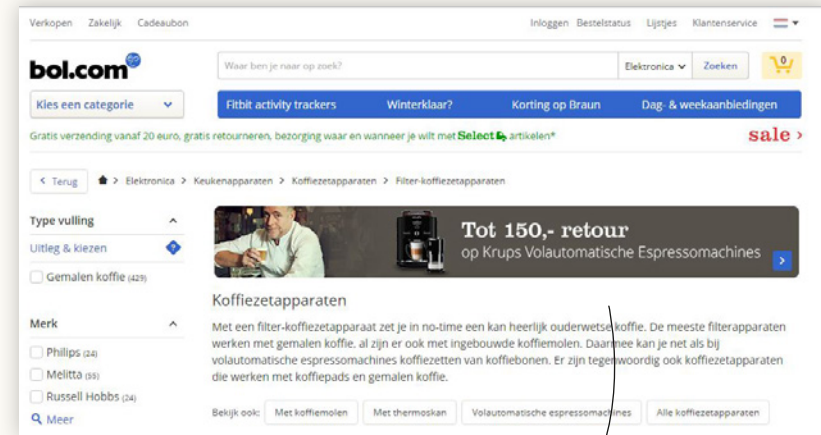 Verkopen Zakelijk Cadeaubon Inloggen Bestelstatus Lijstjes Klantenservice
bol.com Waar ben je naar op zoek? Elektronica Zoeken 0
Kies een categorie Fitbit activity trackers Winterklaar? Korting op Braun Dag- & weekaanbiedingen
Gratis verzending vanaf 20 euro, gratis retourneren, bezorging waar en wanneer je wilt met Select artikelen* sale ›
< Terug > Elektronica > Keukenapparaten > Koffiezetapparaten > Filter-koffiezetapparaten
Type vulling
Uitleg & kiezen ?
Gemalen koffie (429)
Merk
Philips (24)
Melitta (55)
Russell Hobbs (24)
Meer
Tot 150,- retour
op Krups Volautomatische Espressomachines
Koffiezetapparaten
Met een filter-koffiezetapparaat zet je in no-time een kan heerlijk ouderwetse koffie. De meeste filterapparaten
werken met gemalen koffie, al zijn er ook met ingebouwde koffiemolen. Daarmee kan je net als bij
volautomatische espressomachines koffiezetten van koffiebonen. Er zijn tegenwoordig ook koffiezetapparaten
die werken met koffiepads en gemalen koffie.
Bekijk ook: Met koffiemolen Met thermoskan Volautomatische espressomachines Alle koffiezetapparaten